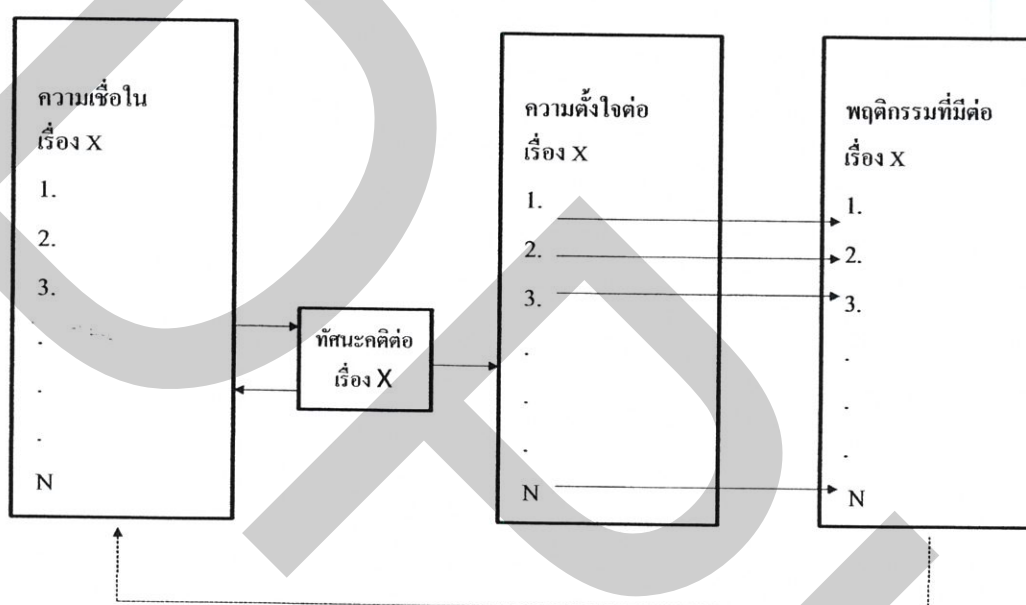 ความเชื่อใน
เรื่อง X
1.
2.
3.
.
.
.
N
ทัศนะคติต่อ
เรื่อง X
ความตั้งใจต่อ
เรื่อง X
1.
2.
3.
.
.
.
N
พฤติกรรมที่มีต่อ
เรื่อง X
1.
2.
3.
.
.
.
N